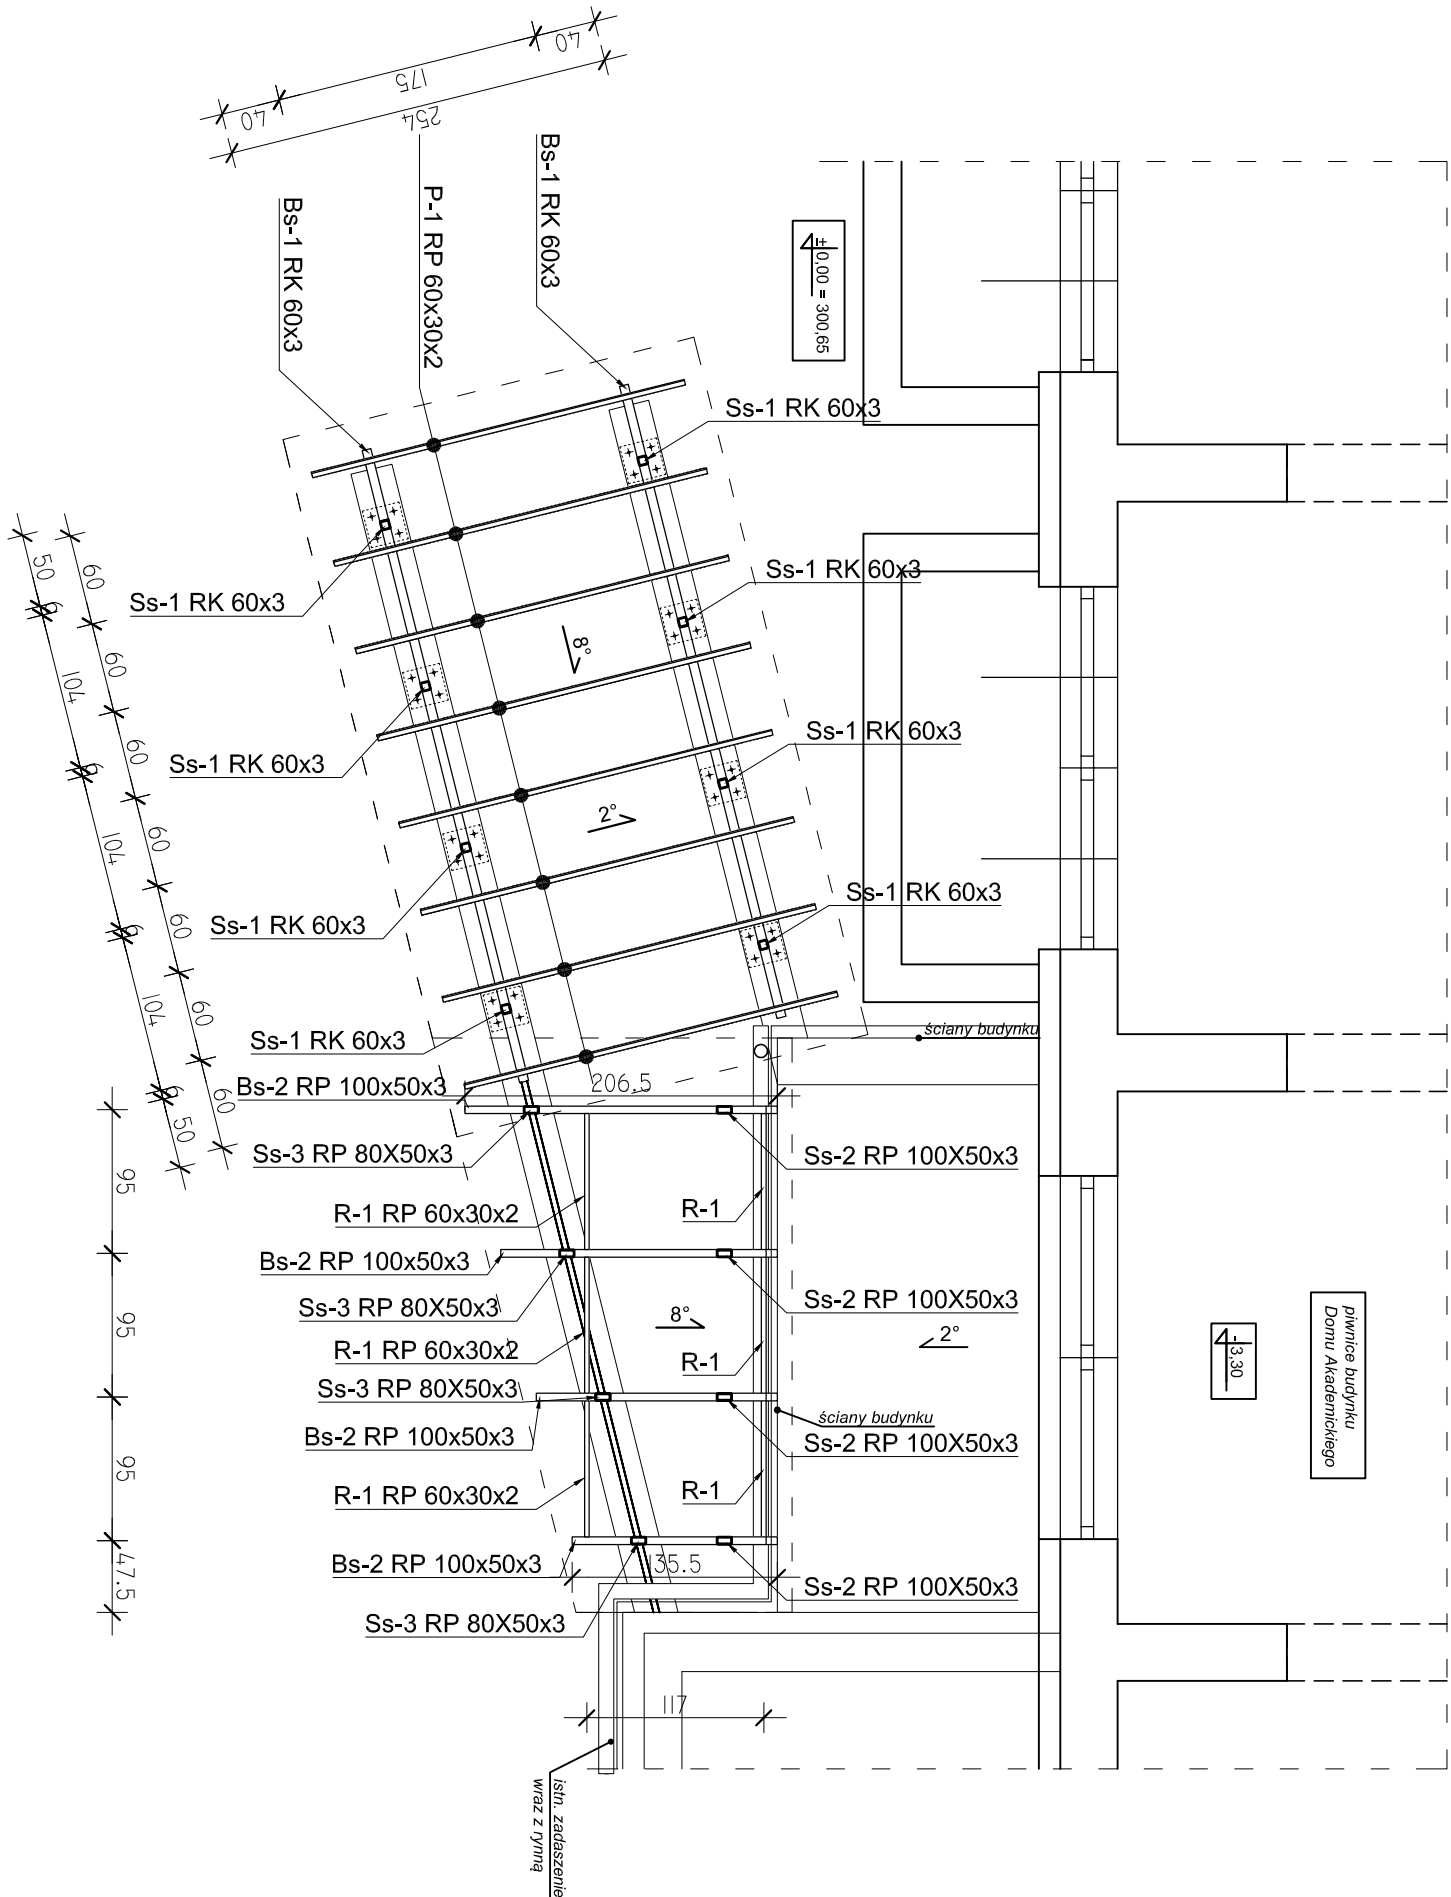 40
175
40
254
Bs-1 RK 60x3
P-1 RP 60x30x2
Bs-1 RK 60x3
±0,00 = 300,65
Ss-1 RK 60x3
Ss-1 RK 60x3
Ss-1 RK 60x3
Ss-1 RK 60x3
Ss-1 RK 60x3
Ss-1 RK 60x3
Ss-1 RK 60x3
Ss-1 RK 60x3
8°
2°
50
6
104
6
104
6
104
6
50
60
60
60
60
60
60
60
ściany budynku
Bs-2 RP 100x50x3
206.5
Ss-3 RP 80X50x3
Ss-2 RP 100X50x3
R-1 RP 60x30x2
R-1
Bs-2 RP 100x50x3
Ss-3 RP 80X50x3
Ss-2 RP 100X50x3
8°
2°
R-1 RP 60x30x2
R-1
Ss-3 RP 80X50x3
ściany budynku
Bs-2 RP 100x50x3
Ss-2 RP 100X50x3
R-1 RP 60x30x2
R-1
Bs-2 RP 100x50x3
135.5
Ss-2 RP 100X50x3
Ss-3 RP 80X50x3
95
95
95
47.5
117
-3,30
piwnice budynku
Domu Akademickiego
istn. zadaszenie
wraz z rynną